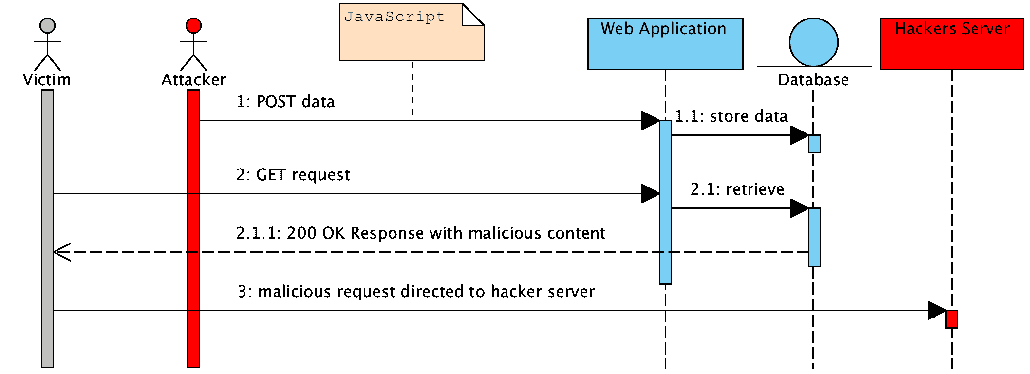 JavaScript
Web Application
Hackers Server
Victim
Attacker
Database
1: POST data
1.1: store data
2: GET request
2.1: retrieve
2.1.1: 200 OK Response with malicious content
3: malicious request directed to hacker server